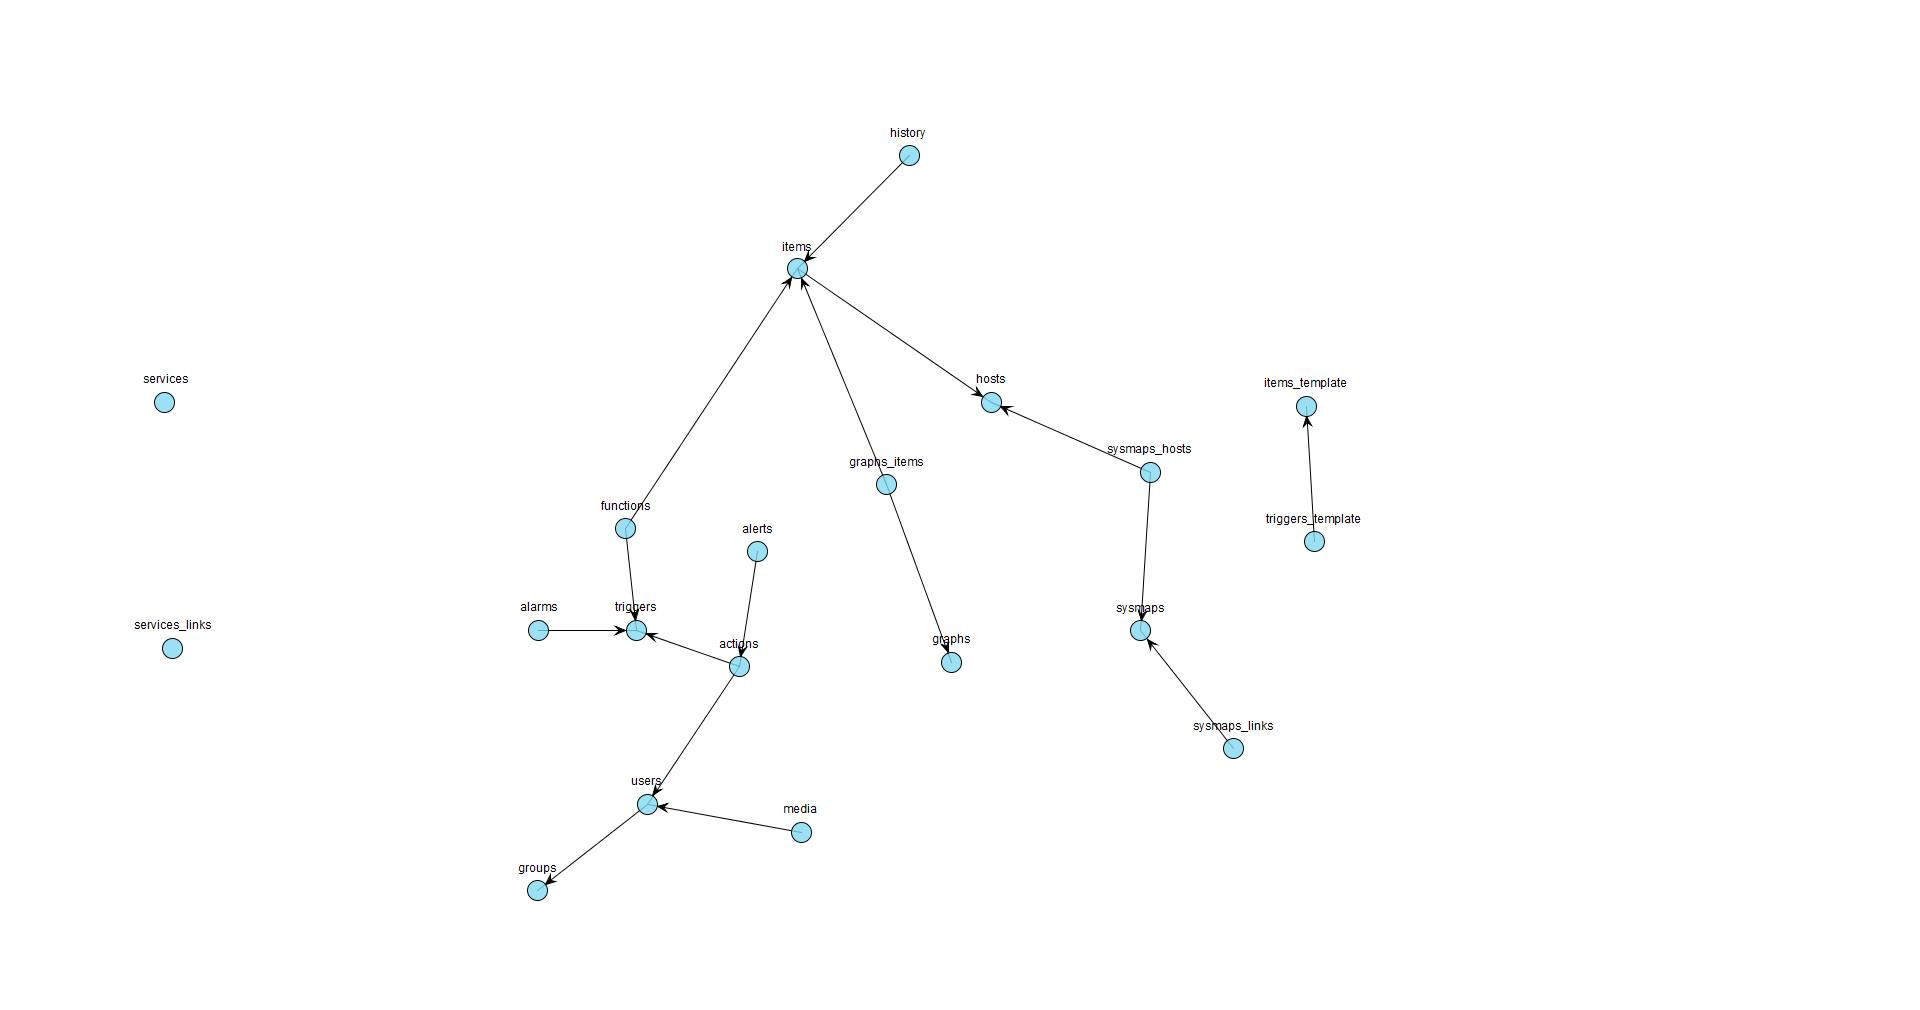 history
items
services
hosts
items_template
sysmaps_hosts
graphs_items
functions
triggers_template
alerts
alarms
triggers
sysmaps
services_links
graphs
actions
sysmaps_links
users
media
groups